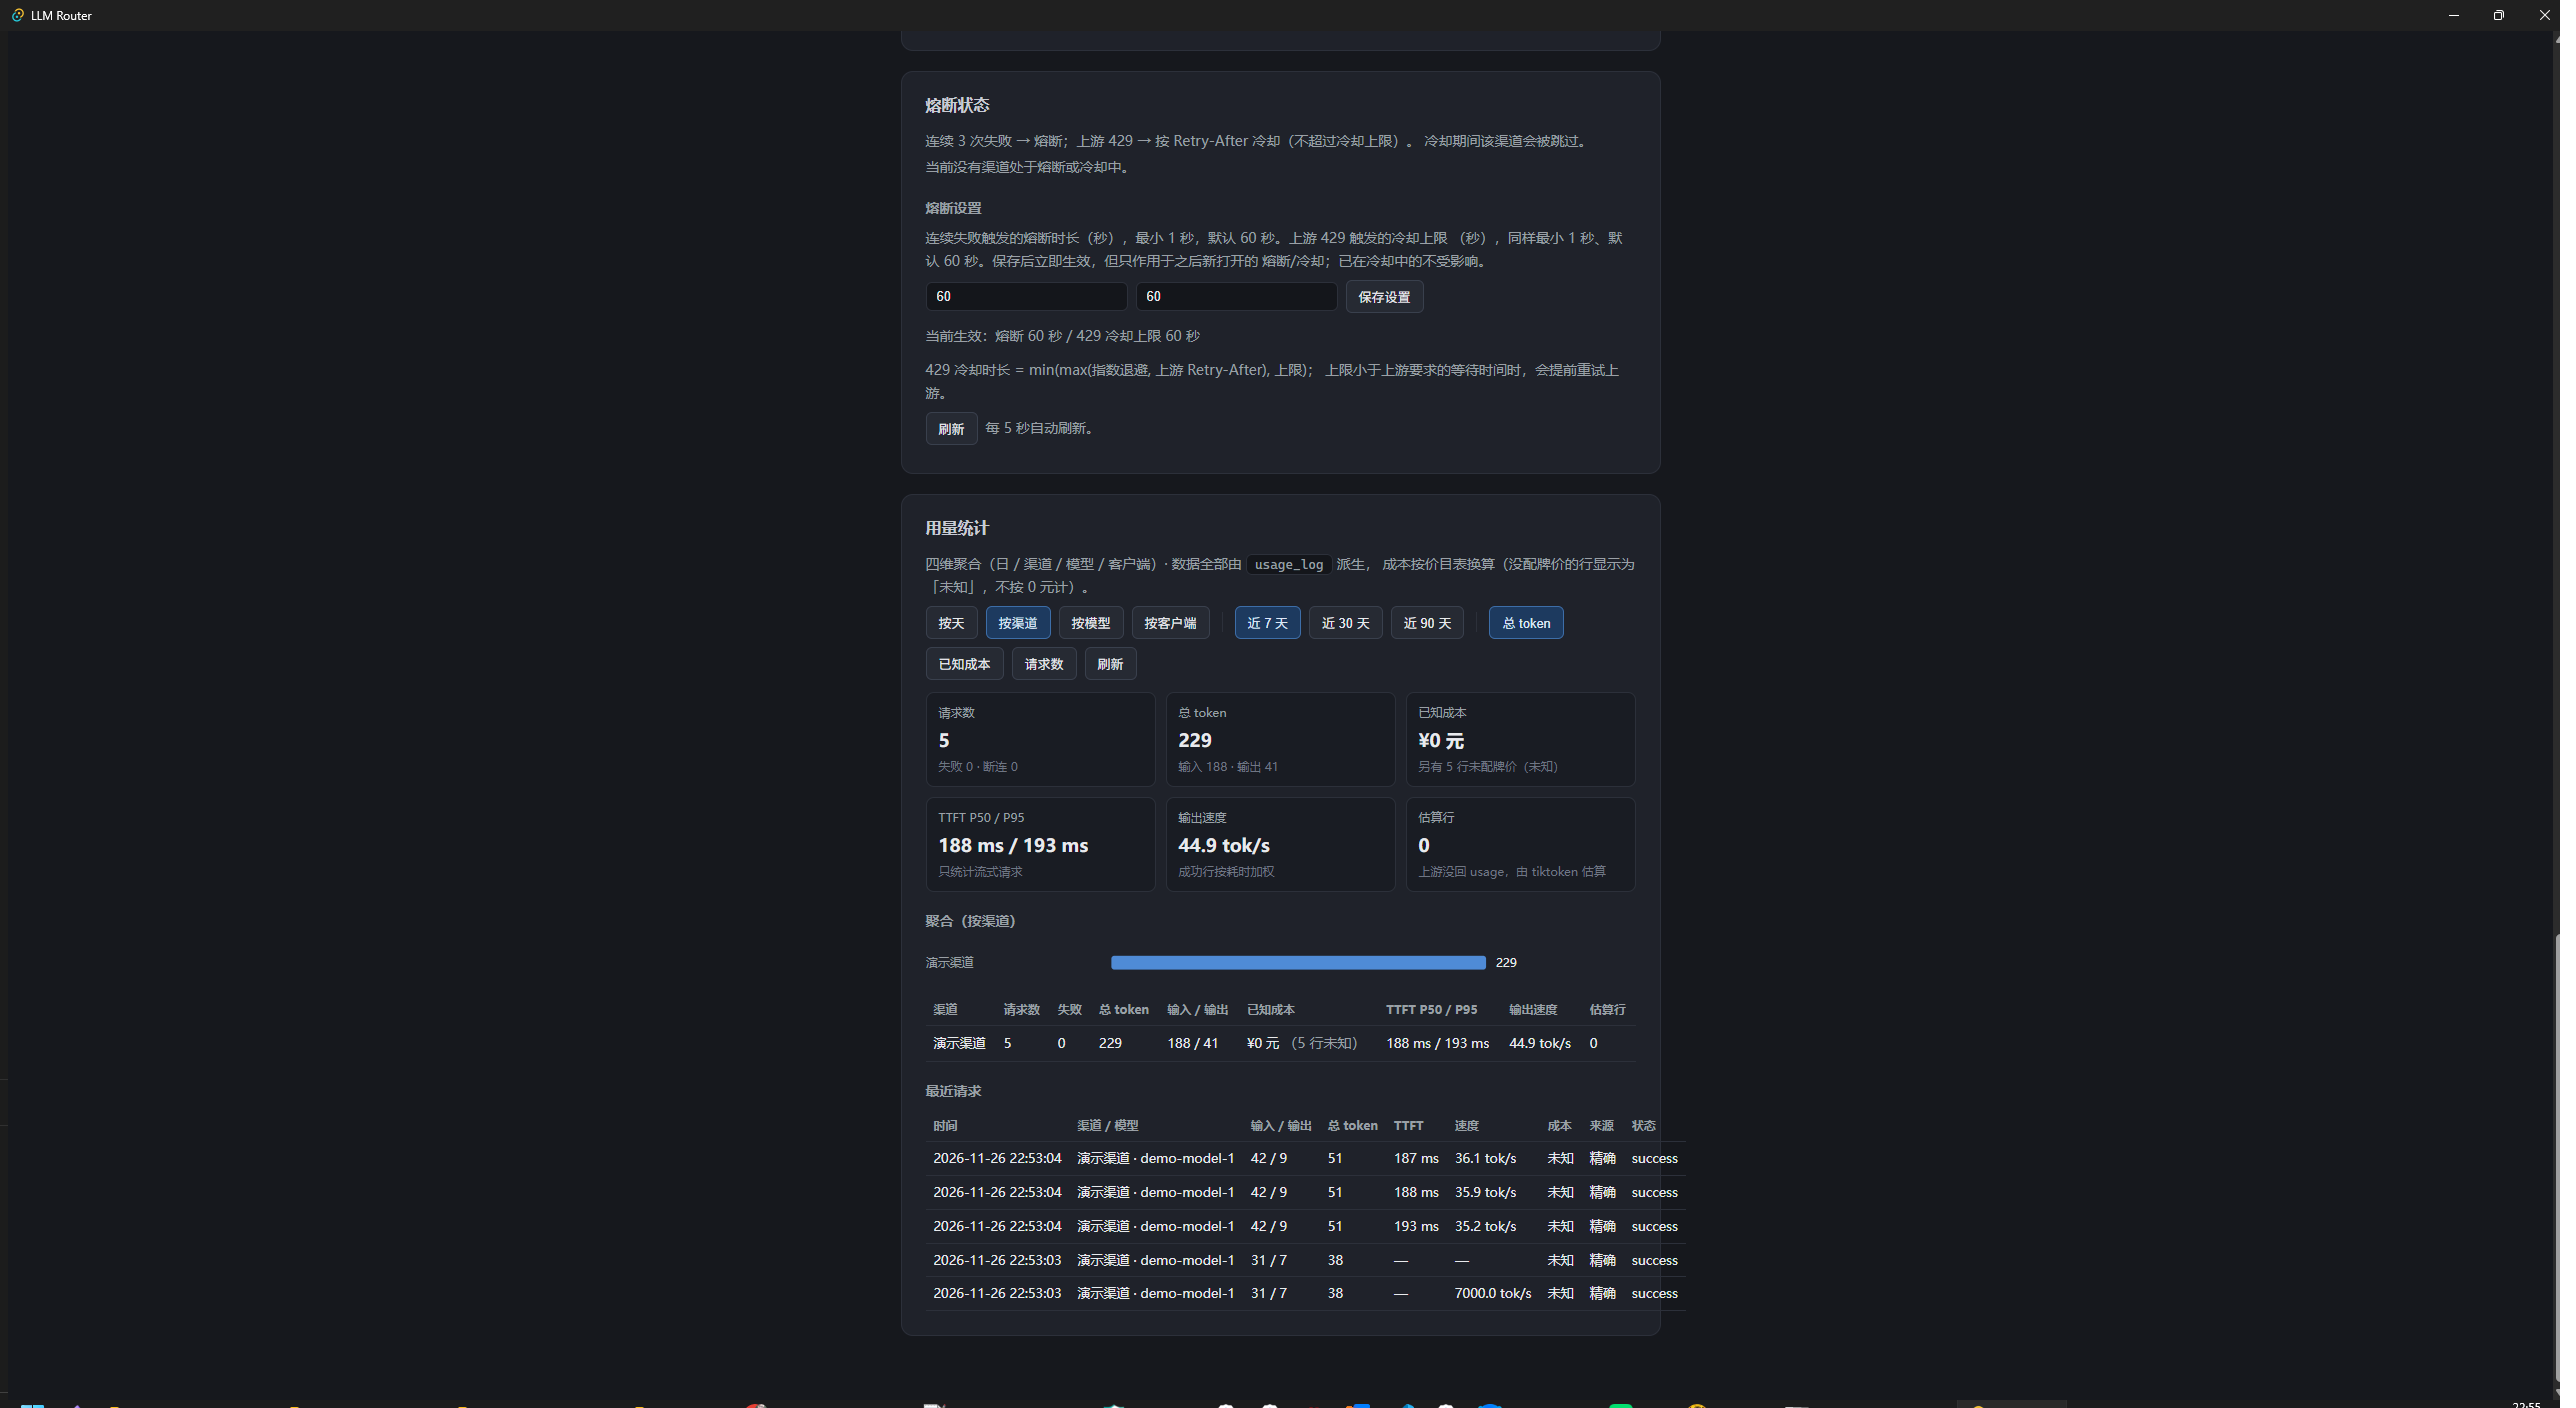 LLM Router
熔断状态
连续 3 次失败 → 熔断；上游 429 → 按 Retry-After 冷却（不超过冷却上限）。 冷却期间该渠道会被跳过。
当前没有渠道处于熔断或冷却中。
熔断设置
连续失败触发的熔断时长（秒），最小 1 秒，默认 60 秒。上游 429 触发的冷却上限 （秒），同样最小 1 秒、默
认 60 秒。保存后立即生效，但只作用于之后新打开的 熔断/冷却；已在冷却中的不受影响。
60 60 保存设置
当前生效：熔断 60 秒 / 429 冷却上限 60 秒
429 冷却时长 = min(max(指数退避, 上游 Retry-After), 上限)； 上限小于上游要求的等待时间时，会提前重试上
游。
刷新 每 5 秒自动刷新。
用量统计
四维聚合（日 / 渠道 / 模型 / 客户端）· 数据全部由 usage_log 派生， 成本按价目表换算（没配牌价的行显示为
「未知」，不按 0 元计）。
按天 按渠道 按模型 按客户端 近 7 天 近 30 天 近 90 天 总 token
已知成本 请求数 刷新
请求数 总 token 已知成本
5 229 ¥0 元
失败 0 · 断连 0 输入 188 · 输出 41 另有 5 行未配牌价（未知）
TTFT P50 / P95 输出速度 估算行
188 ms / 193 ms 44.9 tok/s 0
只统计流式请求 成功行按耗时加权 上游没回 usage，由 tiktoken 估算
聚合（按渠道）
演示渠道 229
渠道 请求数 失败 总 token 输入 / 输出 已知成本 TTFT P50 / P95 输出速度 估算行
演示渠道 5 0 229 188 / 41 ¥0 元 （5 行未知） 188 ms / 193 ms 44.9 tok/s 0
最近请求
时间 渠道 / 模型 输入 / 输出 总 token TTFT 速度 成本 来源 状态
2026-11-26 22:53:04 演示渠道 · demo-model-1 42 / 9 51 187 ms 36.1 tok/s 未知 精确 success
2026-11-26 22:53:04 演示渠道 · demo-model-1 42 / 9 51 188 ms 35.9 tok/s 未知 精确 success
2026-11-26 22:53:04 演示渠道 · demo-model-1 42 / 9 51 193 ms 35.2 tok/s 未知 精确 success
2026-11-26 22:53:03 演示渠道 · demo-model-1 31 / 7 38 — — 未知 精确 success
2026-11-26 22:53:03 演示渠道 · demo-model-1 31 / 7 38 — 7000.0 tok/s 未知 精确 success
22:55